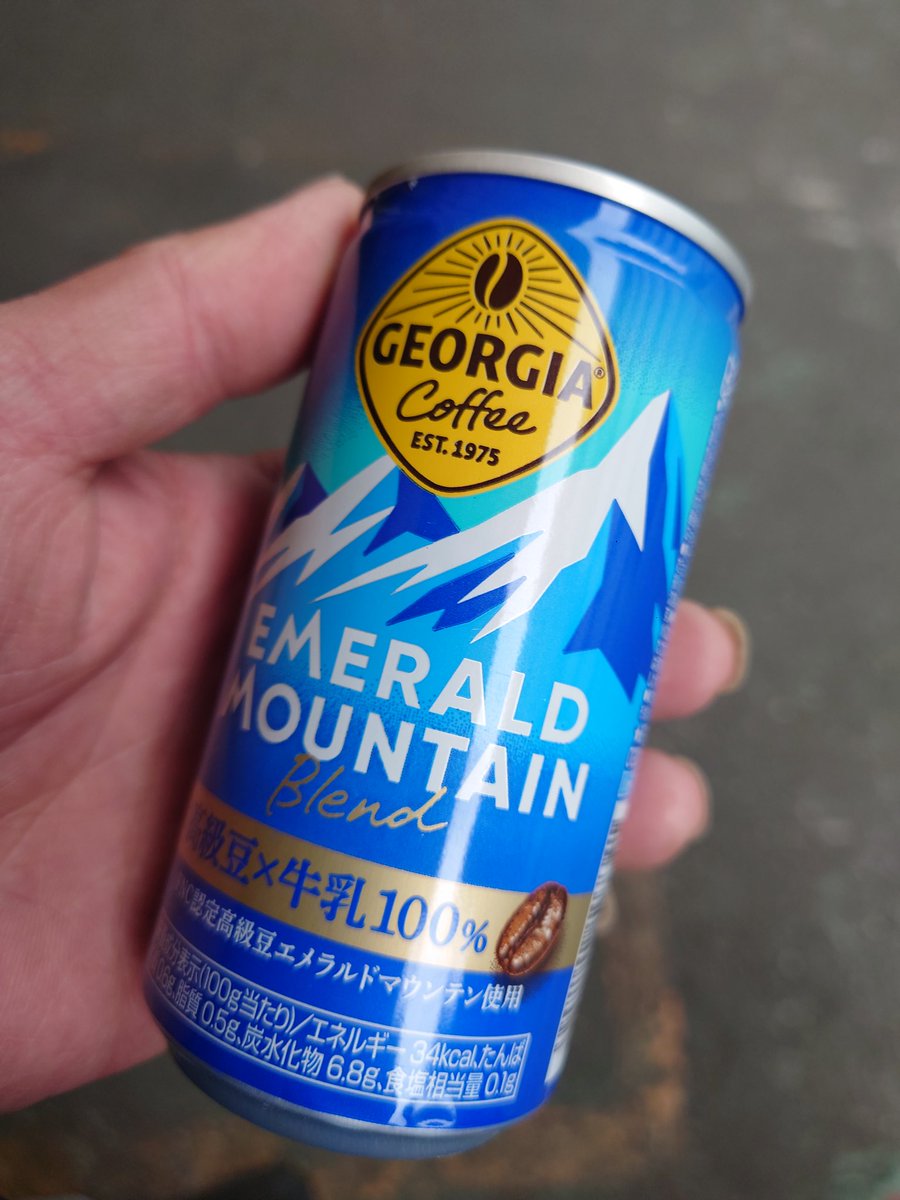 GEORGIA®
Coffee
EST. 1975
EMERALD
MOUNTAIN
Blend
高級豆×牛乳100%
認定高級豆エメラルドマウンテン使用
表示(100g当たり)/エネルギー 34kcal、たんぱ
脂質 0.5g、炭水化物 6.8g、食塩相当量 0.1g